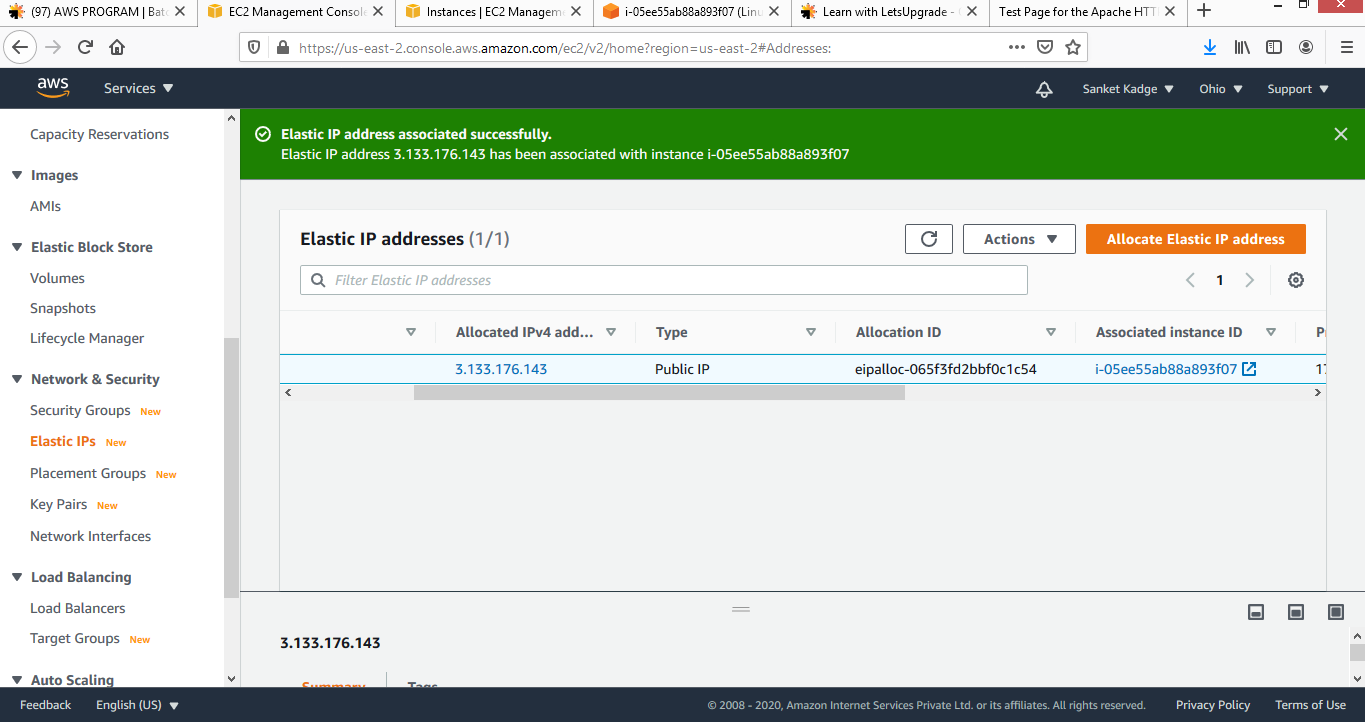 (97) AWS PROGRAM | Bat
EC2 Management Consol
Instances | EC2 Managem
i-05ee55ab88a893f07 (Linu
Learn with LetsUpgrade -
Test Page for the Apache HTT
https://us-east-2.console.aws.amazon.com/ec2/v2/home?region=us-east-2#Addresses:
aws
Services
Sanket Kadge
Ohio
Support
Capacity Reservations
Images
AMIs
Elastic Block Store
Volumes
Snapshots
Lifecycle Manager
Network & Security
Security Groups New
Elastic IPs New
Placement Groups New
Key Pairs New
Network Interfaces
Load Balancing
Load Balancers
Target Groups New
Auto Scaling
Elastic IP address associated successfully.
Elastic IP address 3.133.176.143 has been associated with instance i-05ee55ab88a893f07
Elastic IP addresses (1/1)
Actions
Allocate Elastic IP address
Filter Elastic IP addresses
1
Allocated IPv4 add... Type Allocation ID Associated instance ID
3.133.176.143 Public IP eipalloc-065f3fd2bbf0c1c54 i-05ee55ab88a893f07
3.133.176.143
Summary Tags
Feedback English (US) © 2008 - 2020, Amazon Internet Services Private Ltd. or its affiliates. All rights reserved. Privacy Policy Terms of Use